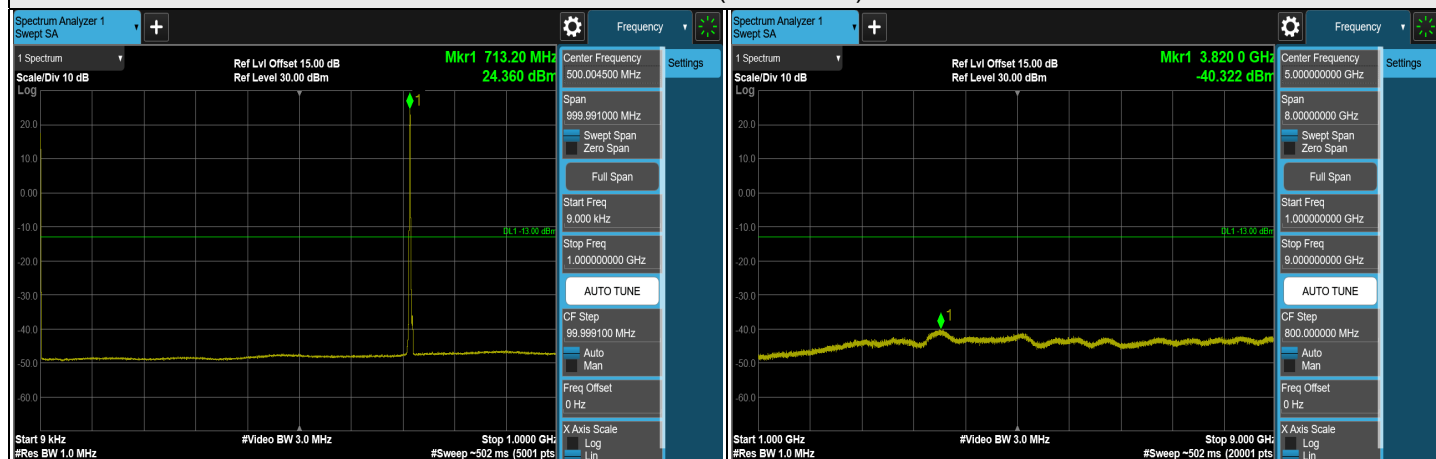 Spectrum Analyzer 1
Swept SA
+
Frequency
1 Spectrum
Scale/Div 10 dB
Log
Ref Lvl Offset 15.00 dB
Ref Level 30.00 dBm
Mkr1 713.20 MHz
24.360 dBm
1
20.0
10.0
0.00
-10.0
-20.0
-30.0
-40.0
-50.0
-60.0
DL1 -13.00 dBm
Start 9 kHz
#Res BW 1.0 MHz
#Video BW 3.0 MHz
Stop 1.0000 GHz
#Sweep ~502 ms (5001 pts
Center Frequency
500.004500 MHz
Settings
Span
999.991000 MHz
Swept Span
Zero Span
Full Span
Start Freq
9.000 kHz
Stop Freq
1.000000000 GHz
AUTO TUNE
CF Step
99.999100 MHz
Auto
Man
Freq Offset
0 Hz
X Axis Scale
Log
Lin
Spectrum Analyzer 1
Swept SA
+
Frequency
1 Spectrum
Scale/Div 10 dB
Log
Ref Lvl Offset 15.00 dB
Ref Level 30.00 dBm
Mkr1 3.820 0 GHz
-40.322 dBm
1
20.0
10.0
0.00
-10.0
-20.0
-30.0
-40.0
-50.0
-60.0
DL1 -13.00 dBm
Start 1.000 GHz
#Res BW 1.0 MHz
#Video BW 3.0 MHz
Stop 9.000 GHz
#Sweep ~502 ms (20001 pts
Center Frequency
5.000000000 GHz
Settings
Span
8.00000000 GHz
Swept Span
Zero Span
Full Span
Start Freq
1.000000000 GHz
Stop Freq
9.000000000 GHz
AUTO TUNE
CF Step
800.000000 MHz
Auto
Man
Freq Offset
0 Hz
X Axis Scale
Log
Lin